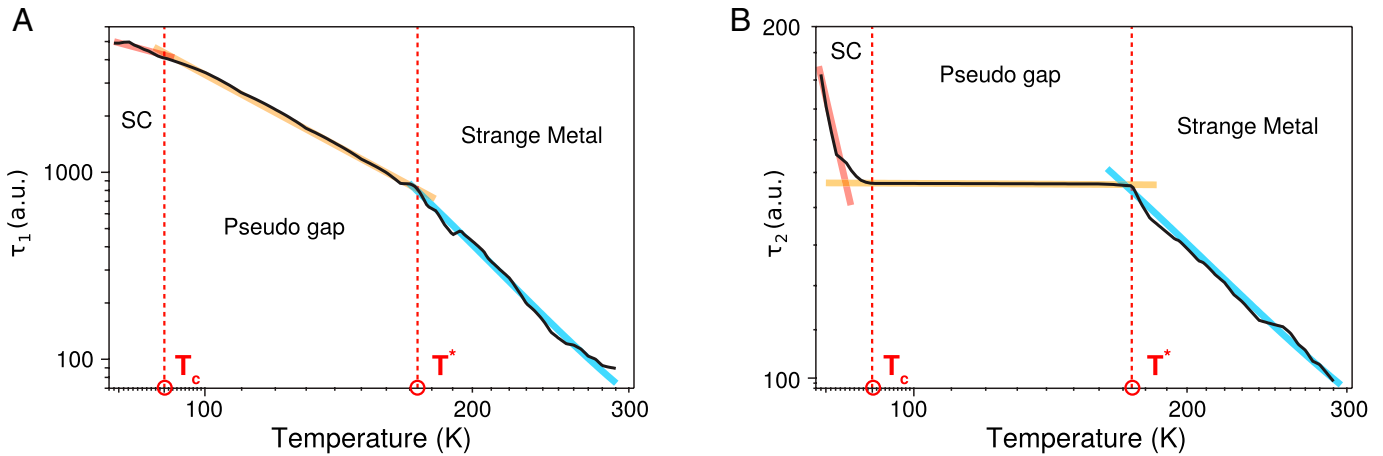 A
SC
Pseudo gap
Strange Metal
1000
100
τ1 (a.u.)
Tc
T*
100
200
300
Temperature (K)
B
200
SC
Pseudo gap
Strange Metal
τ2 (a.u.)
100
Tc
T*
100
200
300
Temperature (K)